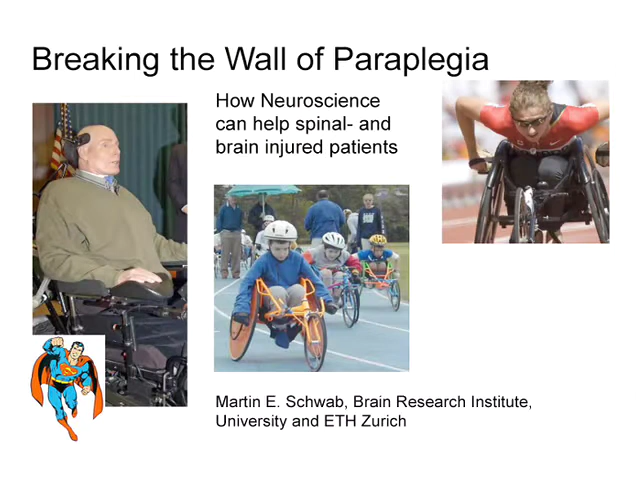 Breaking the Wall of Paraplegia
How Neuroscience
can help spinal- and
brain injured patients
Martin E. Schwab, Brain Research Institute,
University and ETH Zurich